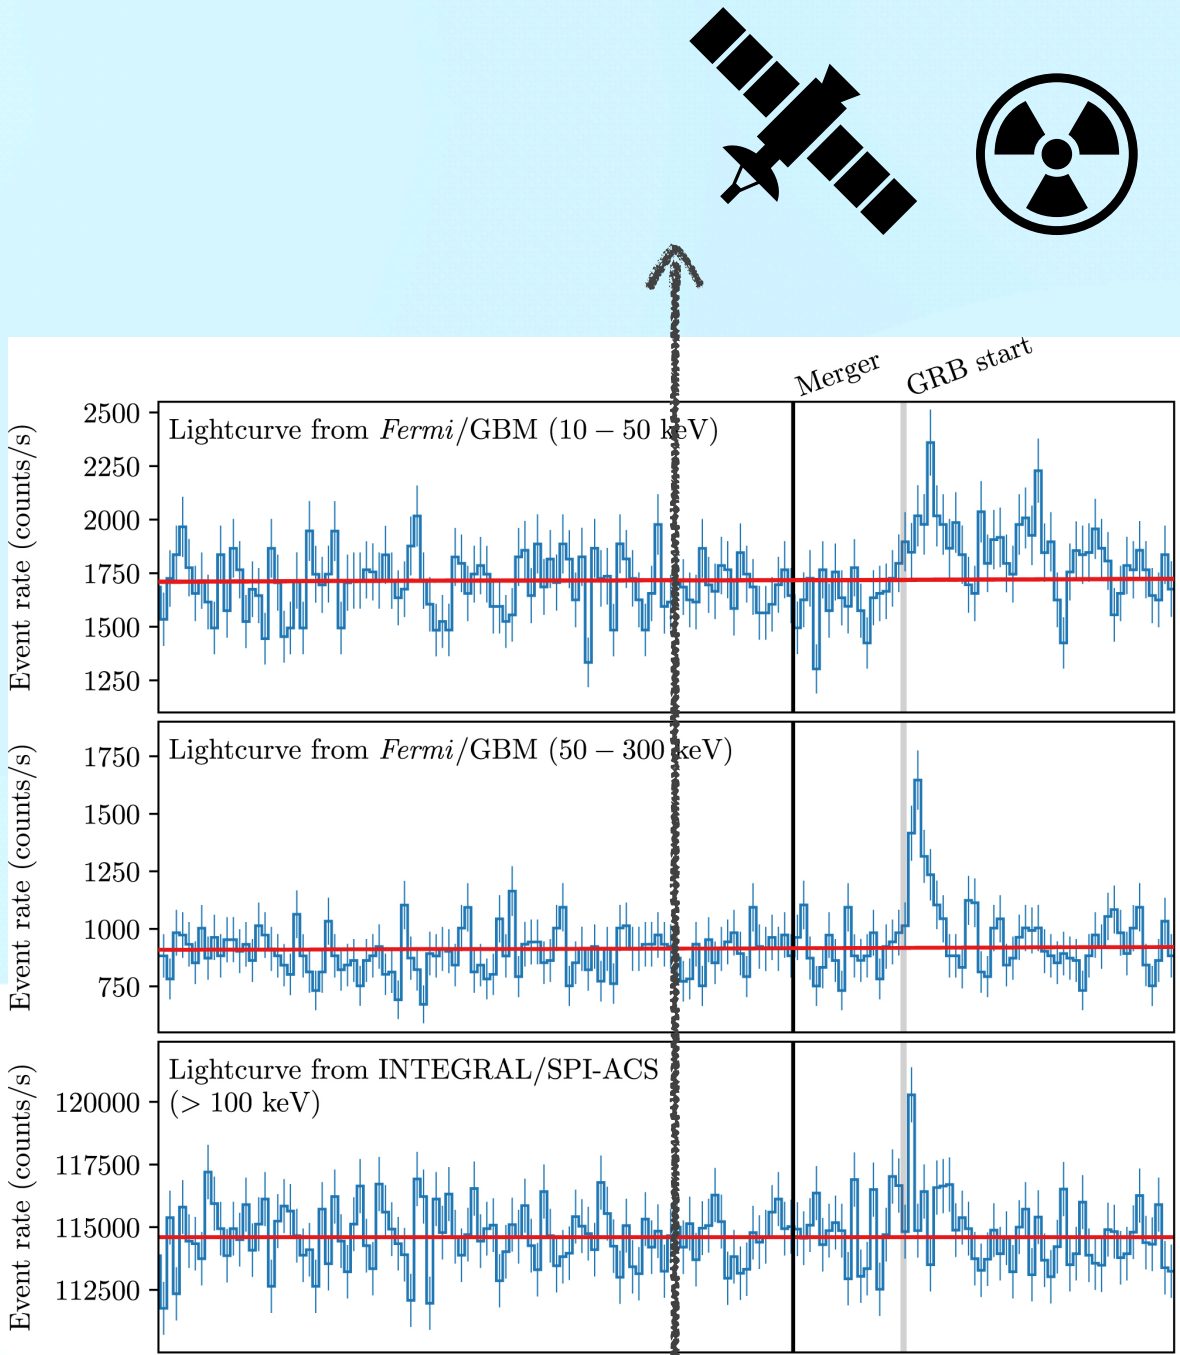 Merger
GRB start
Event rate (counts/s)
2500
2250
2000
1750
1500
1250
Lightcurve from Fermi/GBM (10 − 50 keV)
Event rate (counts/s)
1750
1500
1250
1000
750
Lightcurve from Fermi/GBM (50 − 300 keV)
Event rate (counts/s)
120000
117500
115000
112500
Lightcurve from INTEGRAL/SPI-ACS
(> 100 keV)